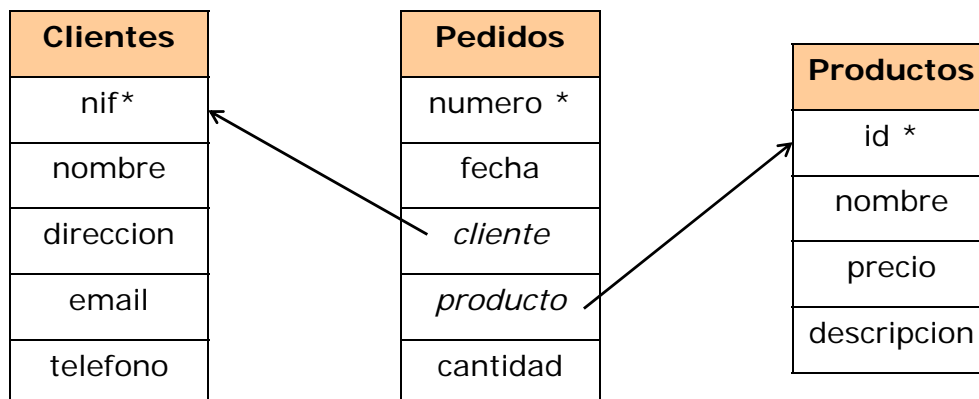 Clientes
nif*
nombre
direccion
email
telefono
Pedidos
numero *
fecha
cliente
producto
cantidad
Productos
id *
nombre
precio
descripcion